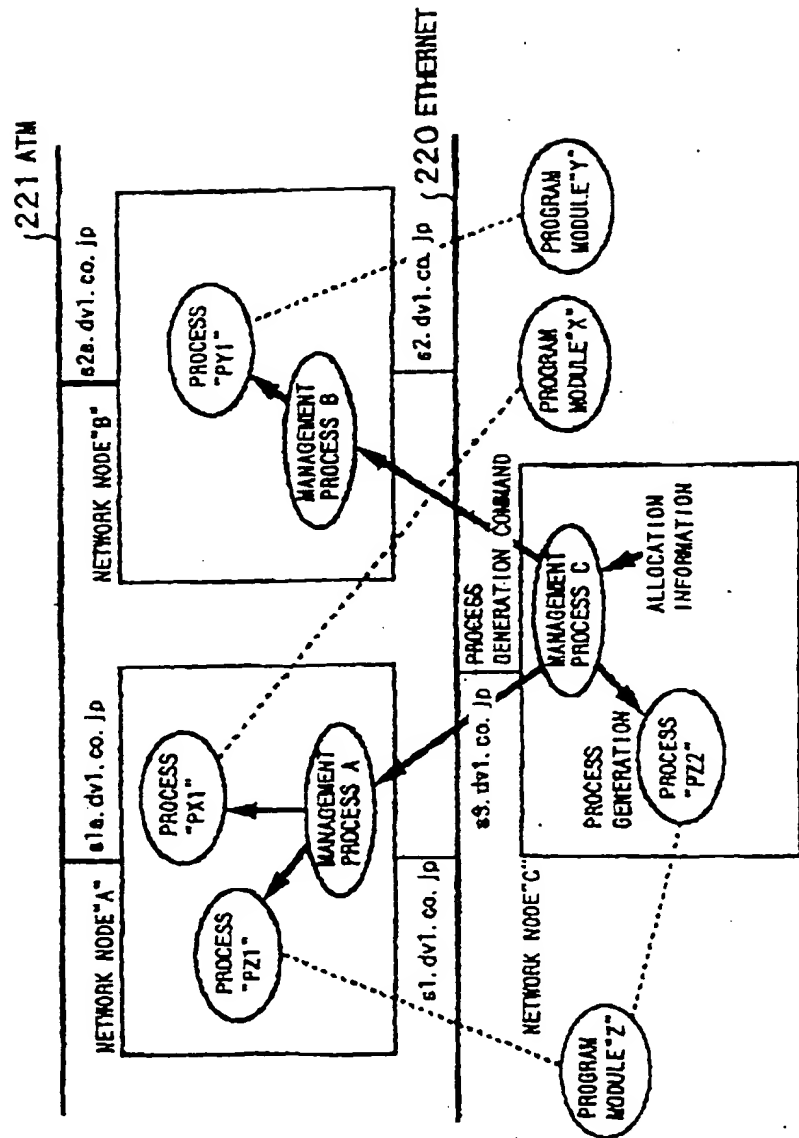 221 ATM
NETWORK NODE"A"
s1a.dv1.co.jp
NETWORK NODE"B"
s2a.dv1.co.jp
PROCESS
"PZ1"
PROCESS
"PX1"
MANAGEMENT
PROCESS A
PROCESS
"PY1"
MANAGEMENT
PROCESS B
s1.dv1.co.jp
s2.dv1.co.jp
220 ETHERNET
s9.dv1.co.jp
PROCESS
GENERATION COMMAND
NETWORK NODE"C"
MANAGEMENT
PROCESS C
PROCESS
GENERATION
PROCESS
"PZ2"
ALLOCATION
INFORMATION
PROGRAM
MODULE"Z"
PROGRAM
MODULE"X"
PROGRAM
MODULE"Y"